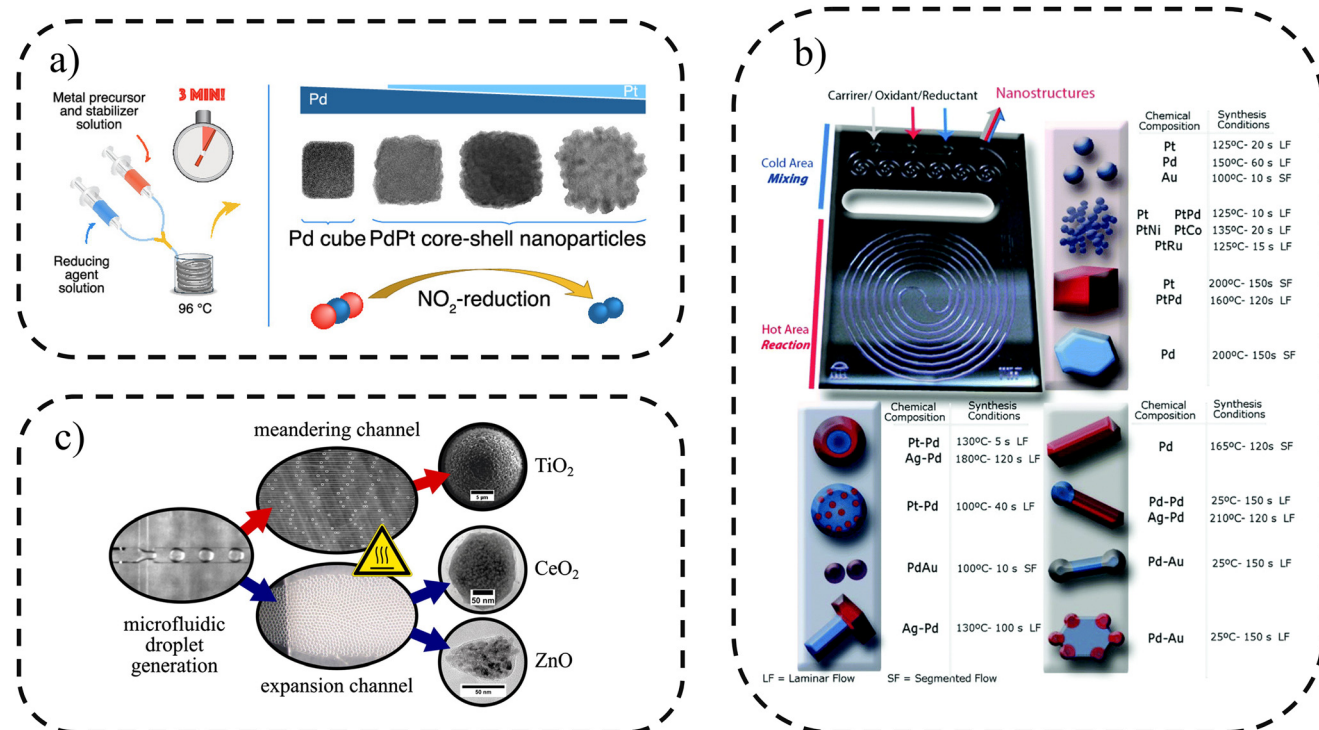 a)
Metal precursor
and stabilizer
solution
3 MIN!
Reducing
agent
solution
96 °C
Pd
Pt
Pd cube
PdPt core-shell nanoparticles
NO2-reduction
b)
Carrirer/ Oxidant/Reductant
Nanostructures
Cold Area
Mixing
Hot Area
Reaction
Chemical
Composition
Synthesis
Conditions
Pt 125ºC- 20 s LF
Pd 150ºC- 60 s LF
Au 100ºC- 10 s SF
Pt PtPd 125ºC- 10 s LF
PtNi PtCo 135ºC- 20 s LF
PtRu 125ºC- 15 s LF
Pt 200ºC- 150s SF
PtPd 160ºC- 120s LF
Pd 200ºC- 150s SF
Chemical
Composition
Synthesis
Conditions
Pt-Pd 130ºC- 5 s LF
Ag-Pd 180ºC- 120 s LF
Pt-Pd 100ºC- 40 s LF
PdAu 100ºC- 10 s SF
Ag-Pd 130ºC- 100 s LF
Chemical
Composition
Synthesis
Conditions
Pd 165ºC- 120s SF
Pd-Pd 25ºC- 150 s LF
Ag-Pd 210ºC- 120 s LF
Pd-Au 25ºC- 150 s LF
Pd-Au 25ºC- 150 s LF
LF = Laminar Flow SF = Segmented Flow
c)
meandering channel
microfluidic
droplet
generation
expansion channel
5 µm
TiO2
50 nm
CeO2
50 nm
ZnO